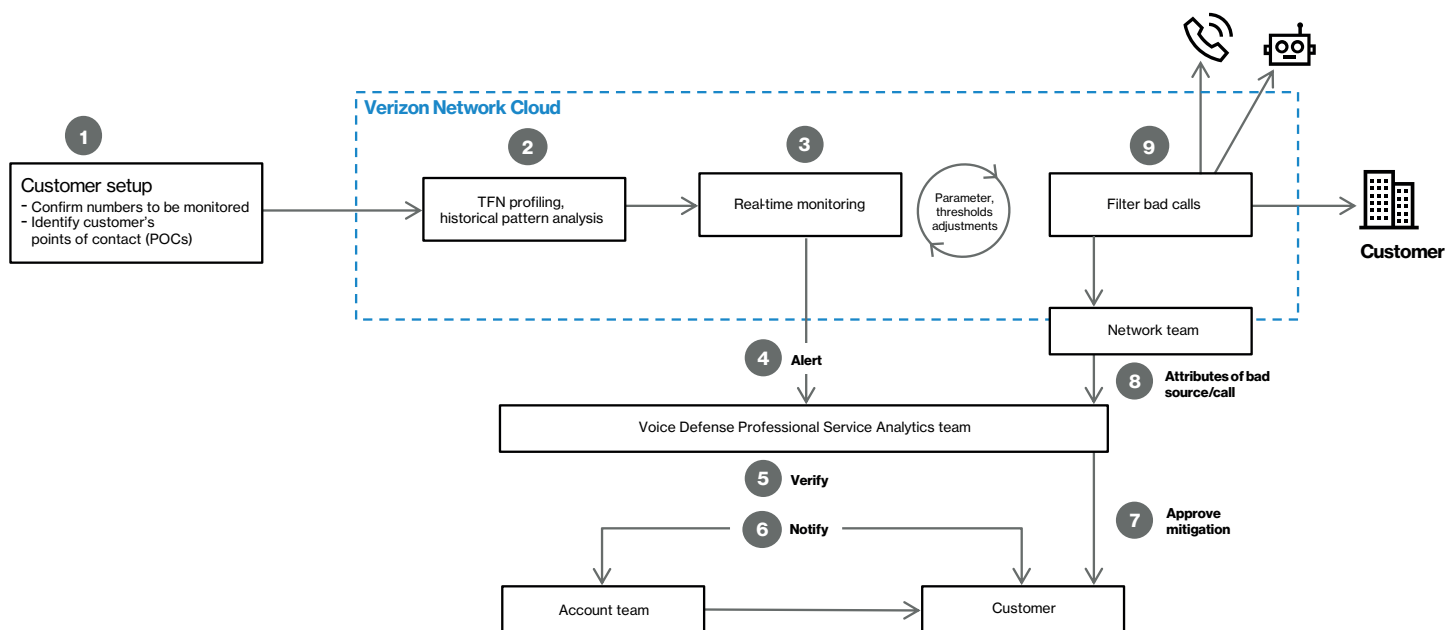 Verizon Network Cloud
1
Customer setup
- Confirm numbers to be monitored
- Identify customer's
points of contact (POCs)
2
TFN profiling,
historical pattern analysis
3
Real-time monitoring
Parameter,
thresholds
adjustments
9
Filter bad calls
Customer
Network team
4 Alert
8 Attributes of bad
source/call
Voice Defense Professional Service Analytics team
5 Verify
6 Notify
7 Approve
mitigation
Account team
Customer